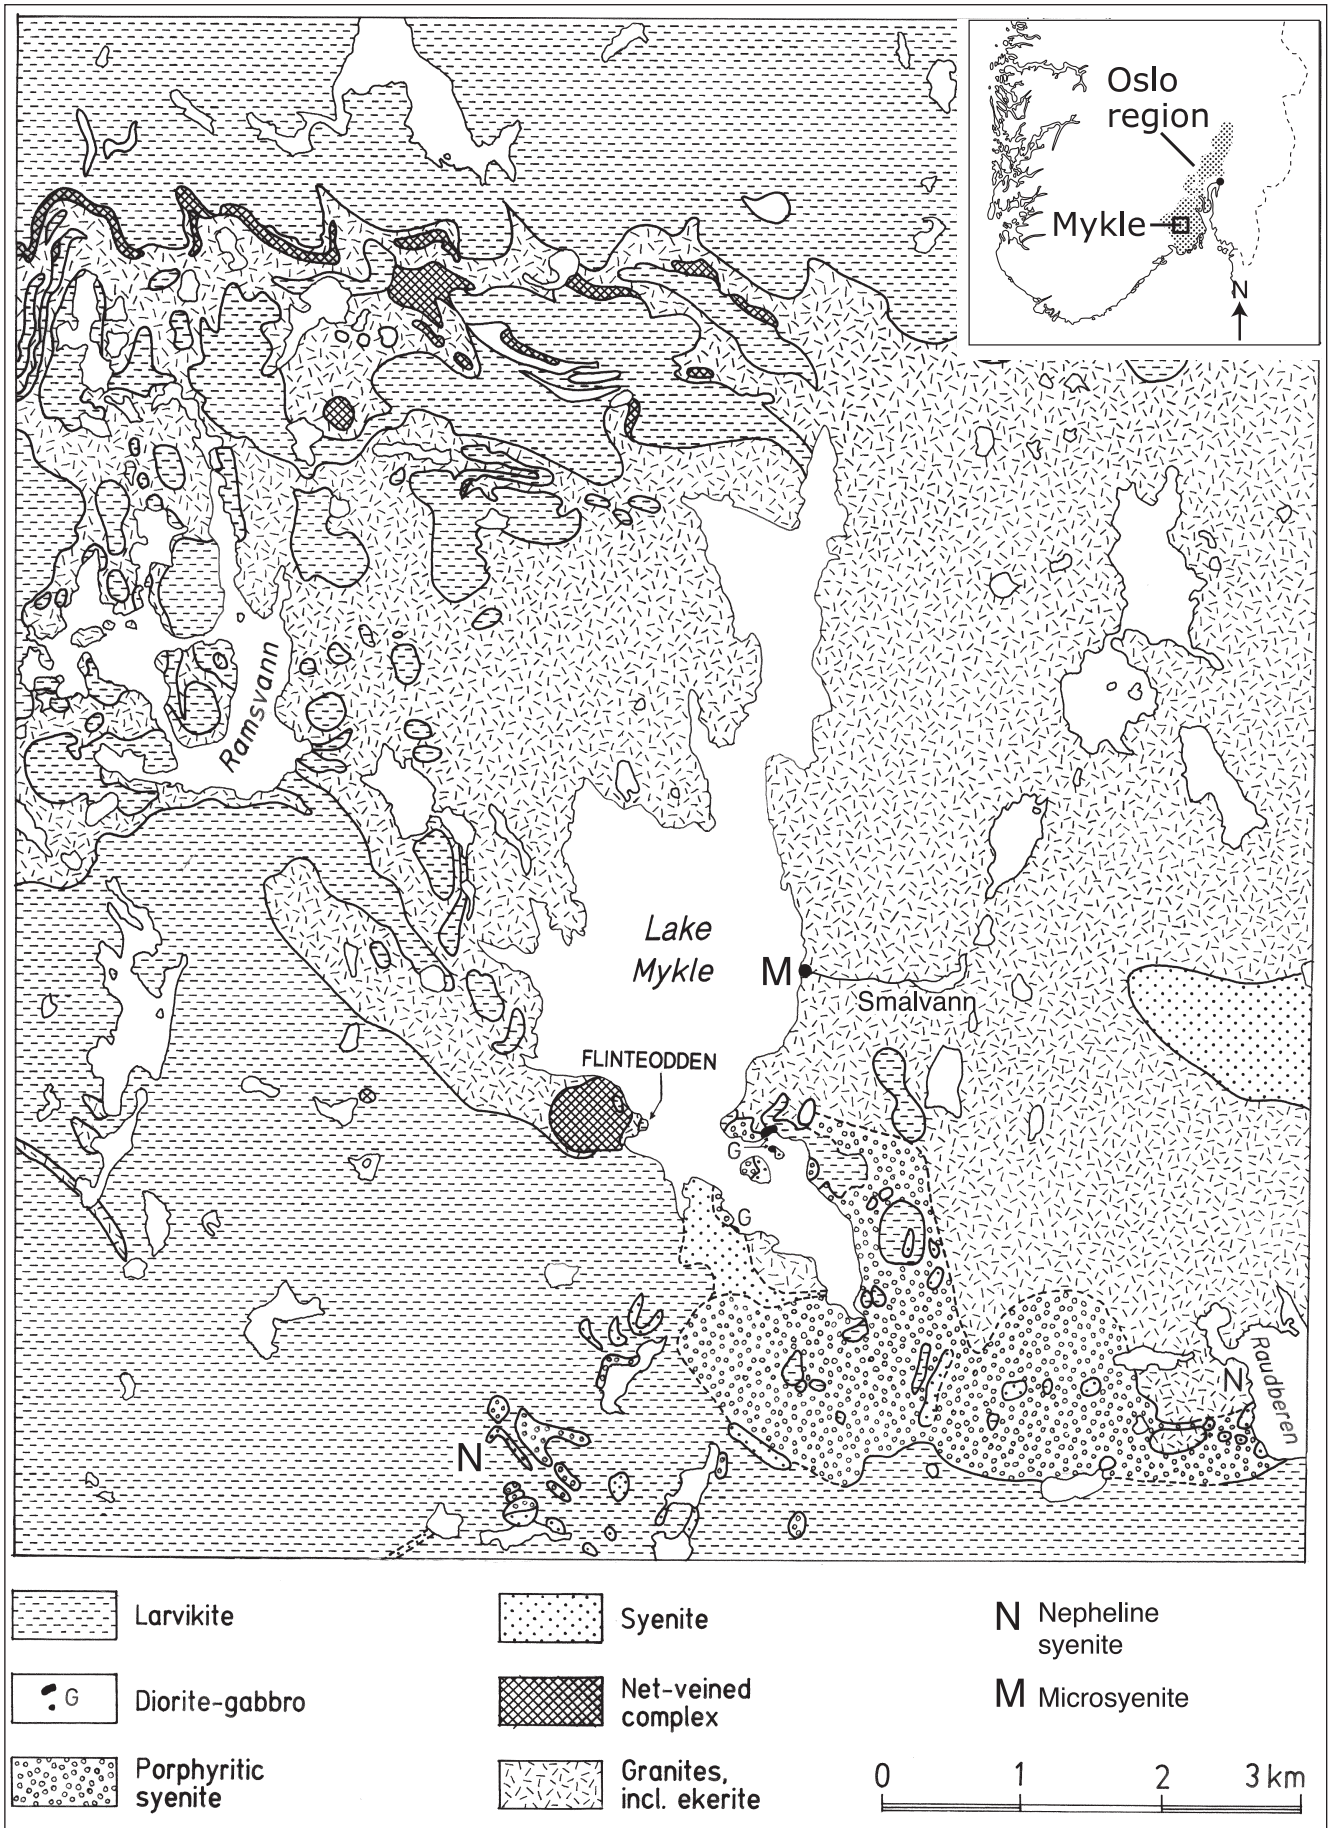 Oslo
region
Mykle
N
Ramsvann
Lake
Mykle
M
Smalvann
FLINTEODDEN
G
G
N
Raudberen
N
Larvikite
Syenite
N Nepheline
syenite
G Diorite-gabbro
Net-veined
complex
M Microsyenite
Porphyritic
syenite
Granites,
incl. ekerite
0 1 2 3 km